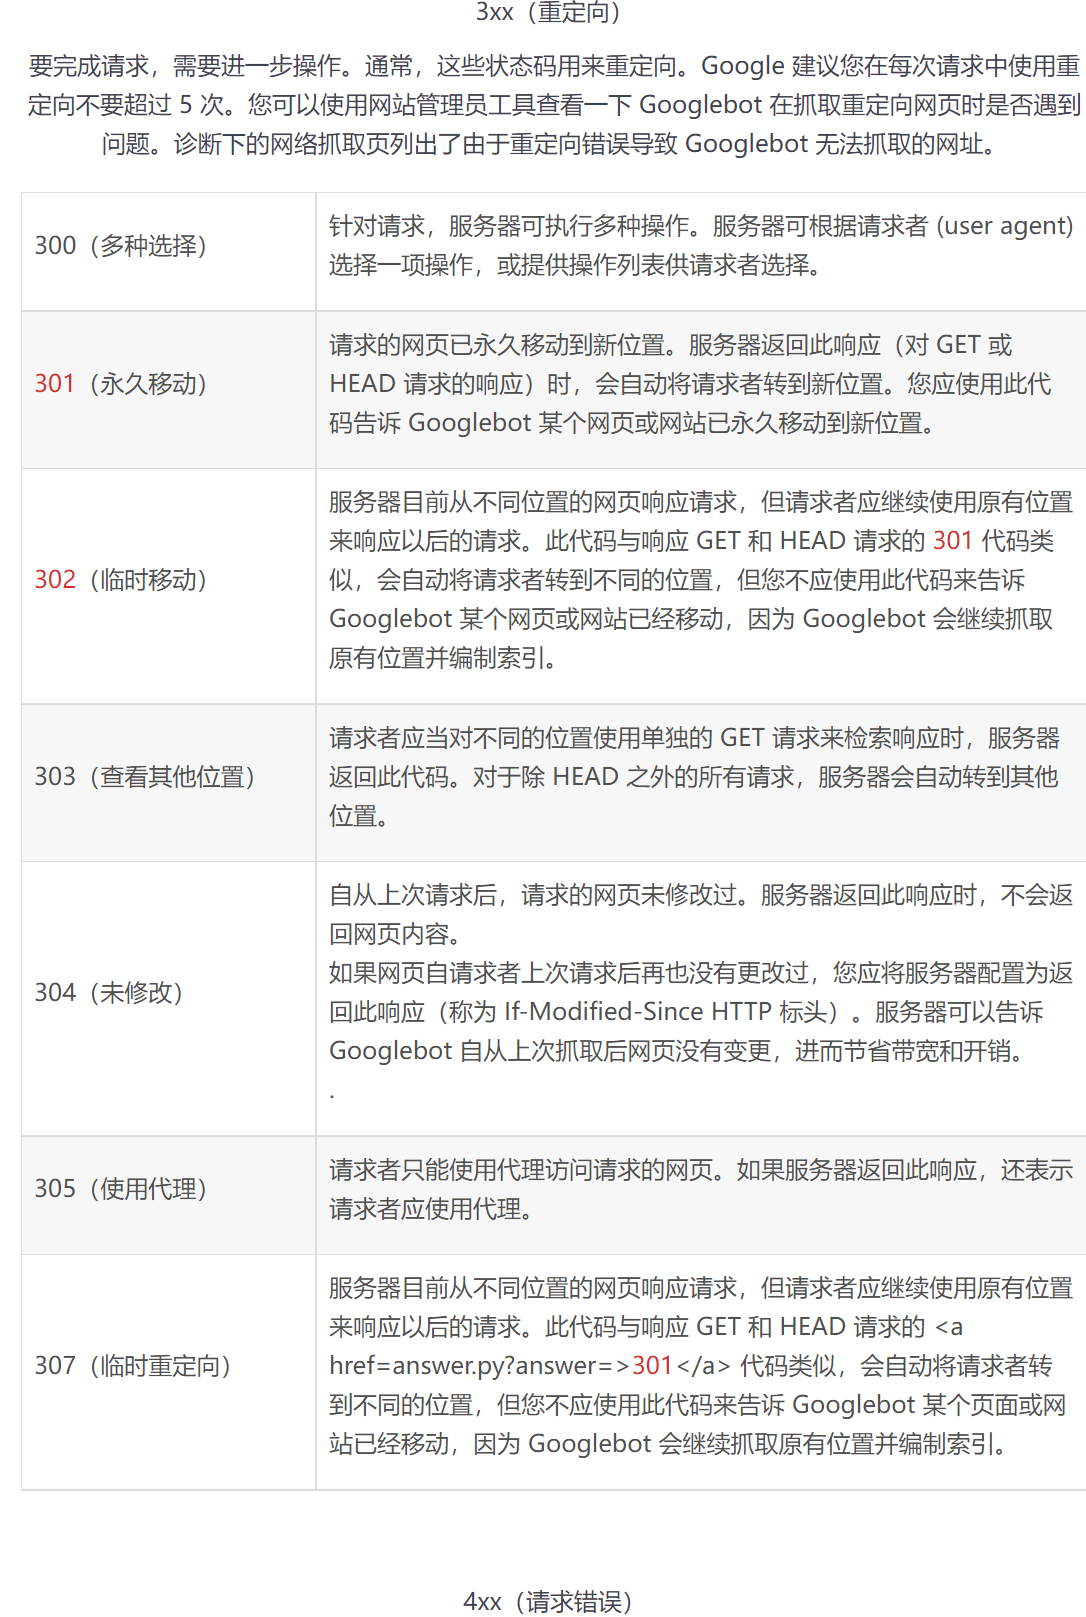 3xx（重定向）
要完成请求，需要进一步操作。通常，这些状态码用来重定向。Google 建议您在每次请求中使用重
定向不要超过 5 次。您可以使用网站管理员工具查看一下 Googlebot 在抓取重定向网页时是否遇到
问题。诊断下的网络抓取页列出了由于重定向错误导致 Googlebot 无法抓取的网址。
300（多种选择）
针对请求，服务器可执行多种操作。服务器可根据请求者 (user agent)
选择一项操作，或提供操作列表供请求者选择。
301（永久移动）
请求的网页已永久移动到新位置。服务器返回此响应（对 GET 或
HEAD 请求的响应）时，会自动将请求者转到新位置。您应使用此代
码告诉 Googlebot 某个网页或网站已永久移动到新位置。
302（临时移动）
服务器目前从不同位置的网页响应请求，但请求者应继续使用原有位置
来响应以后的请求。此代码与响应 GET 和 HEAD 请求的 301 代码类
似，会自动将请求者转到不同的位置，但您不应使用此代码来告诉
Googlebot 某个网页或网站已经移动，因为 Googlebot 会继续抓取
原有位置并编制索引。
303（查看其他位置）
请求者应当对不同的位置使用单独的 GET 请求来检索响应时，服务器
返回此代码。对于除 HEAD 之外的所有请求，服务器会自动转到其他
位置。
304（未修改）
自从上次请求后，请求的网页未修改过。服务器返回此响应时，不会返
回网页内容。
如果网页自请求者上次请求后再也没有更改过，您应将服务器配置为返
回此响应（称为 If-Modified-Since HTTP 标头）。服务器可以告诉
Googlebot 自从上次抓取后网页没有变更，进而节省带宽和开销。
.
305（使用代理）
请求者只能使用代理访问请求的网页。如果服务器返回此响应，还表示
请求者应使用代理。
307（临时重定向）
服务器目前从不同位置的网页响应请求，但请求者应继续使用原有位置
来响应以后的请求。此代码与响应 GET 和 HEAD 请求的 <a
href=answer.py?answer=>301</a> 代码类似，会自动将请求者转
到不同的位置，但您不应使用此代码来告诉 Googlebot 某个页面或网
站已经移动，因为 Googlebot 会继续抓取原有位置并编制索引。
4xx（请求错误）